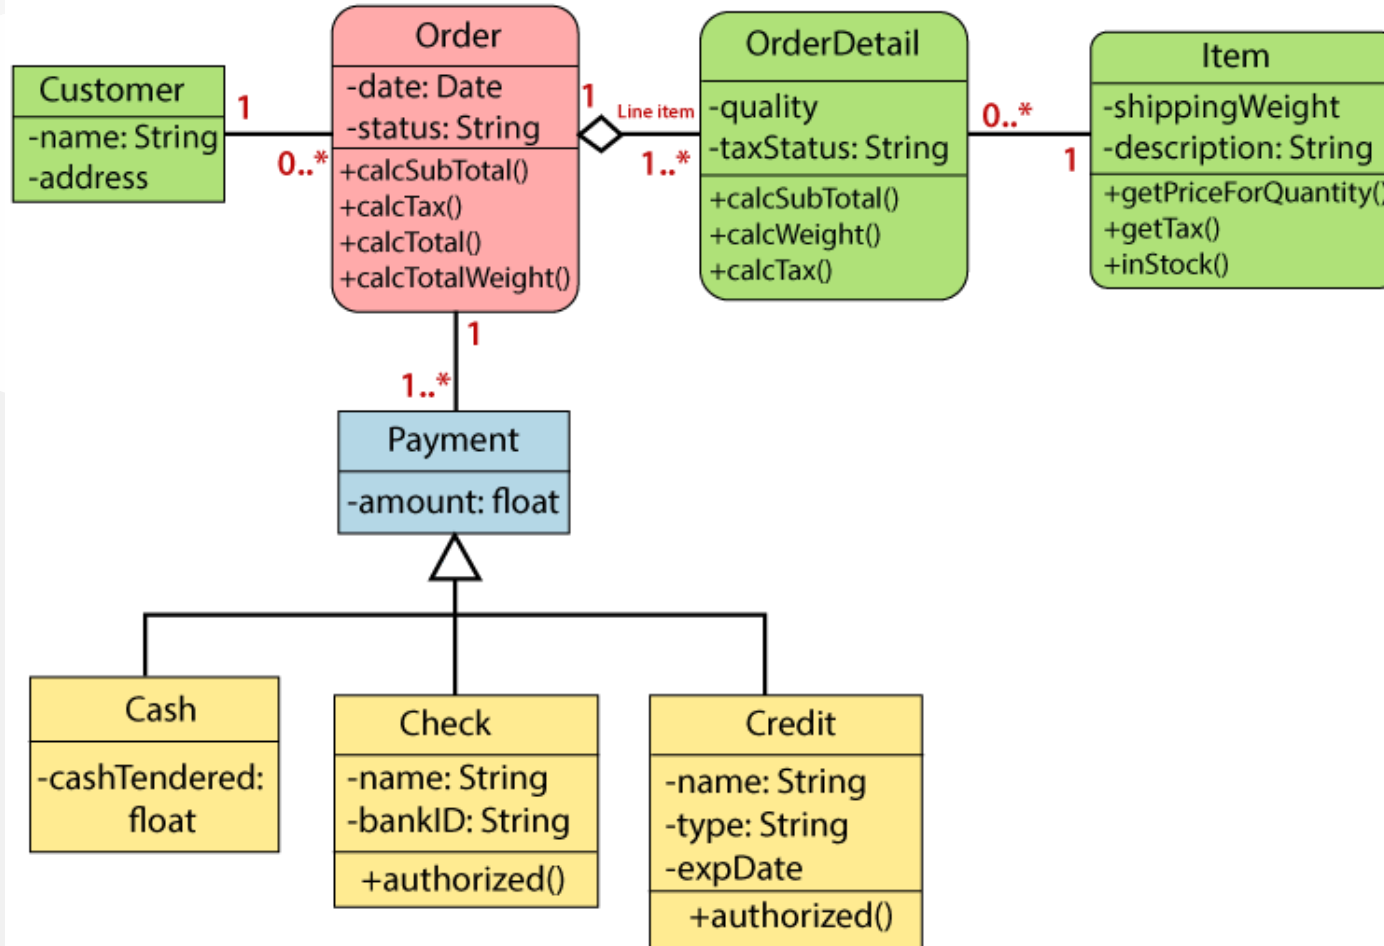 Customer
-name: String
-address
1
0..*
Order
-date: Date
-status: String
+calcSubTotal()
+calcTax()
+calcTotal()
+calcTotalWeight()
1
Line item
1..*
OrderDetail
-quality
-taxStatus: String
+calcSubTotal()
+calcWeight()
+calcTax()
0..*
1
Item
-shippingWeight
-description: String
+getPriceForQuantity()
+getTax()
+inStock()
1
1..*
Payment
-amount: float
Cash
-cashTendered:
float
Check
-name: String
-bankID: String
+authorized()
Credit
-name: String
-type: String
-expDate
+authorized()